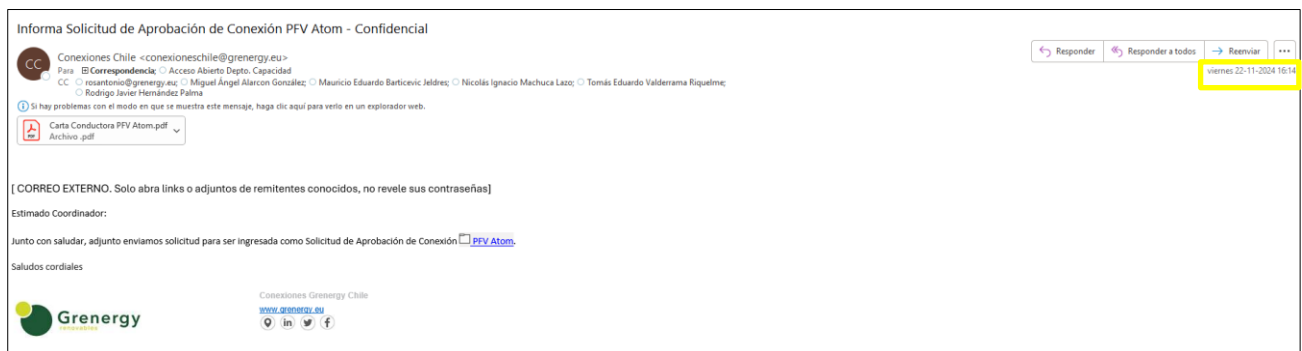 Informa Solicitud de Aprobación de Conexión PFV Atom - Confidencial
CC
Conexiones Chile <conexioneschile@grenergy.eu>
Para Correspondencia; Acceso Abierto Depto. Capacidad
CC rosantonio@grenergy.eu; Miguel Ángel Alarcon González; Mauricio Eduardo Barticevic Jeldres; Nicolás Ignacio Machuca Lazo; Tomás Eduardo Valderrama Riquelme;
Rodrigo Javier Hernández Palma
Responder
Responder a todos
Reenviar
viernes 22-11-2024 16:14
Si hay problemas con el modo en que se muestra este mensaje, haga clic aquí para verlo en un explorador web.
Carta Conductora PFV Atom.pdf
Archivo .pdf
[ CORREO EXTERNO. Solo abra links o adjuntos de remitentes conocidos, no revele sus contraseñas]
Estimado Coordinador:
Junto con saludar, adjunto enviamos solicitud para ser ingresada como Solicitud de Aprobación de Conexión PFV Atom.
Saludos cordiales
Grenergy
renovables
Conexiones Grenergy Chile
www.grenergy.eu